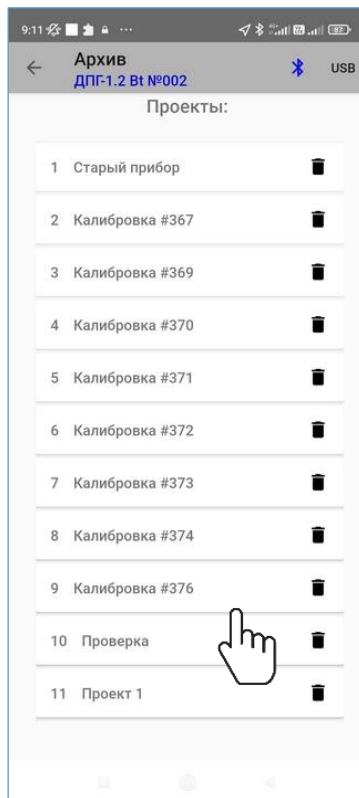 9:11
Архив
ДПГ-1.2 Bt №002
USB
Проекты:
1 Старый прибор
2 Калибровка #367
3 Калибровка #369
4 Калибровка #370
5 Калибровка #371
6 Калибровка #372
7 Калибровка #373
8 Калибровка #374
9 Калибровка #376
10 Проверка
11 Проект 1